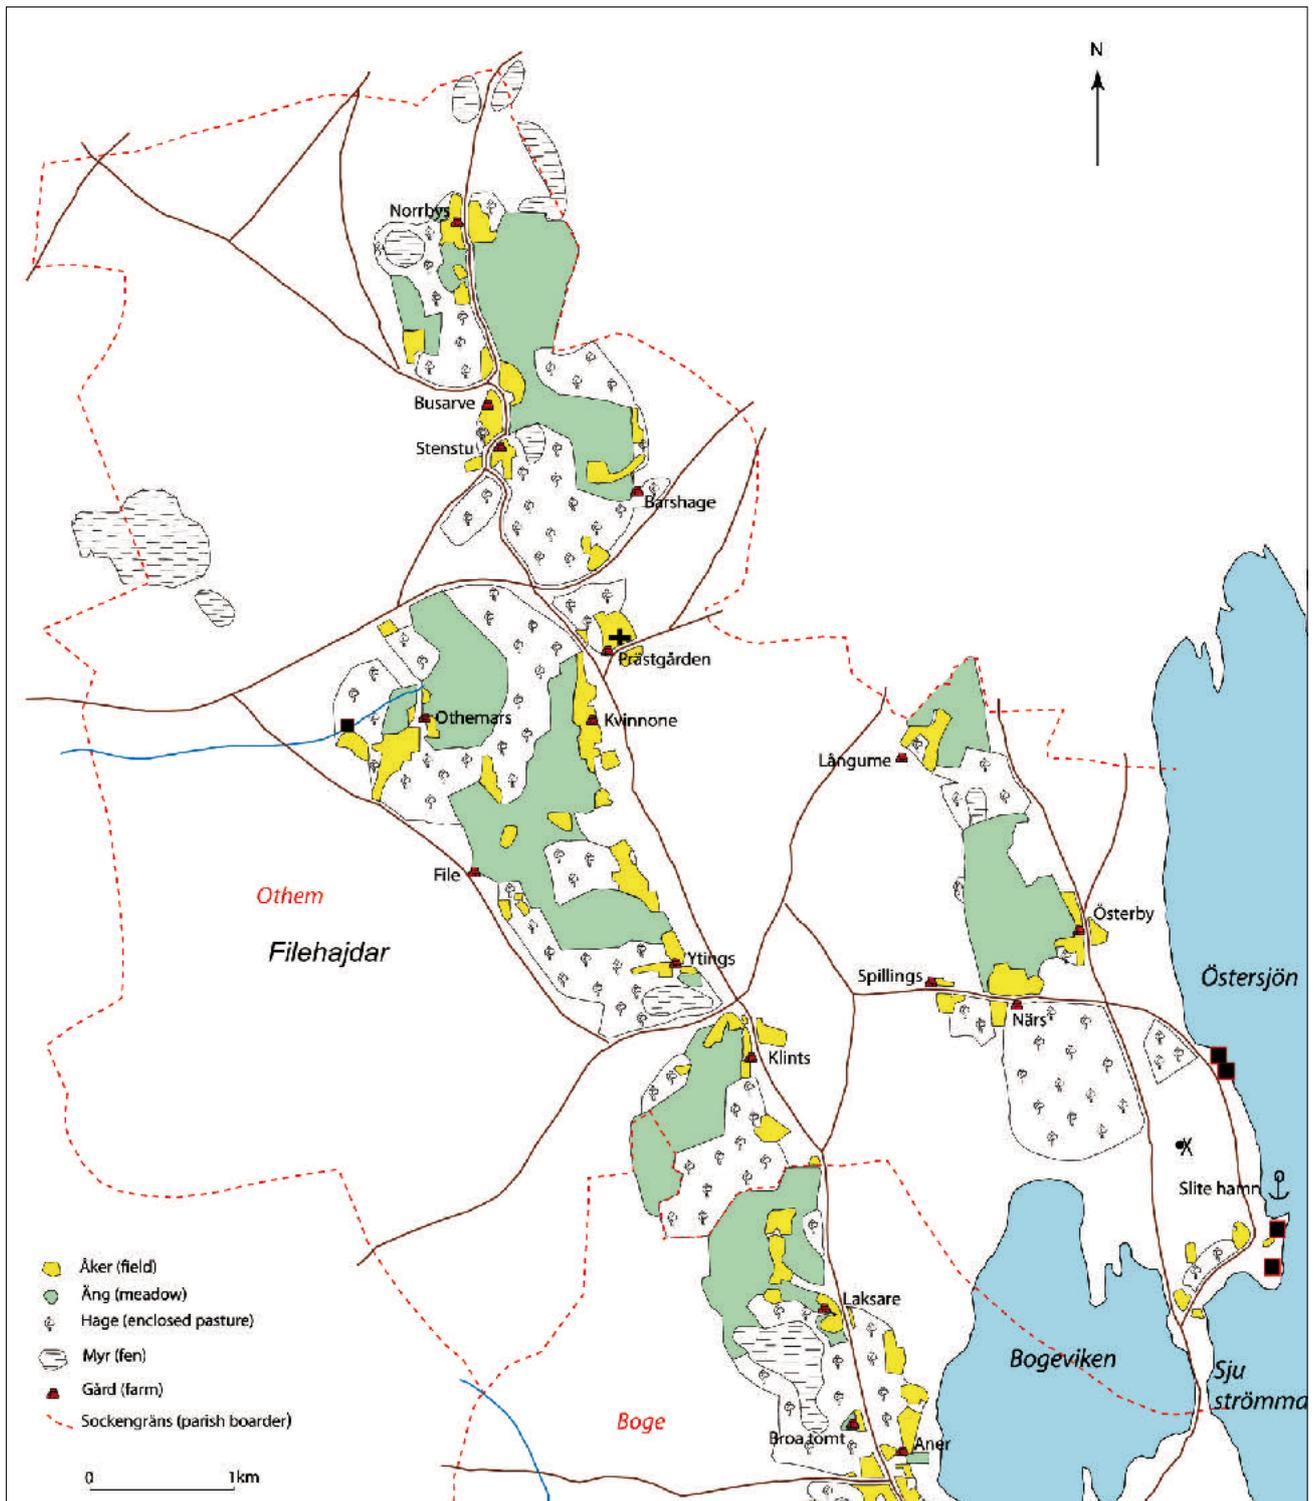 N
Norrbys
Busarve
Stenstu
Barshage
Prästgården
Othemars
Kvinnone
Långume
File
Othem
Filehajdar
Österby
Ytings
Spillings
Östersjön
Närs
Klints
Slite hamn
Åker (field)
Äng (meadow)
Hage (enclosed pasture)
Myr (fen)
Gård (farm)
Sockengräns (parish boarder)
Laksare
Bogeviken
Sju
strömma
Boge
Broa tomt
Aner
0 1km